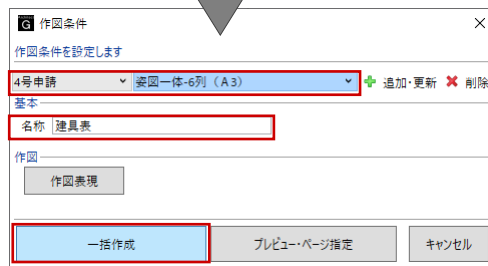 G 作図条件
作図条件を設定します
4号申請 姿図一体-6列（A3） 追加・更新 削除
基本
名称 建具表
作図
作図表現
一括作成 プレビュー・ページ指定 キャンセル